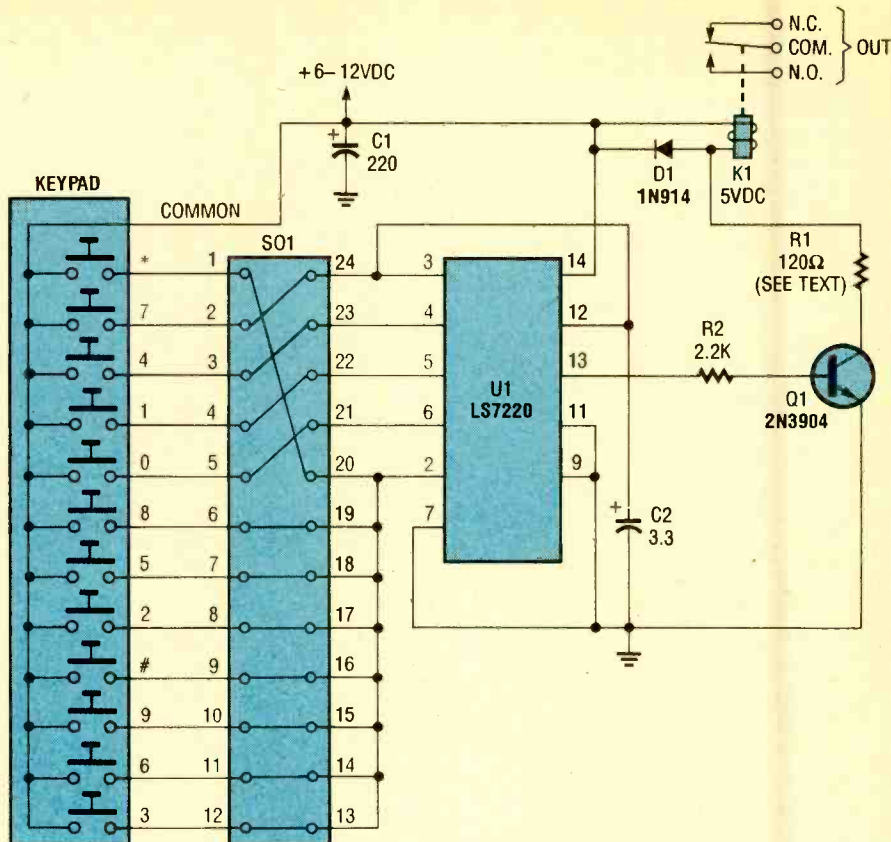 N.C.
COM.
N.O.
OUT
+6–12VDC
+
C1
220
D1
1N914
K1
5VDC
KEYPAD
COMMON
SO1
R1
120Ω
(SEE TEXT)
* 1 24 3 14
7 2 23 4 12
4 3 22 5 13
R2
2.2K
U1
LS7220
Q1
2N3904
1 4 21 6 11
0 5 20 2 9
8 6 19 7
+
C2
3.3
5 7 18
2 8 17
# 9 16
9 10 15
6 11 14
3 12 13